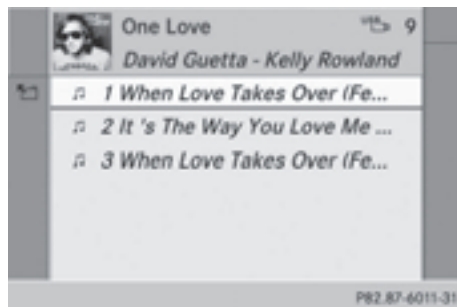 One Love USB 9
David Guetta - Kelly Rowland
1 When Love Takes Over (Fe...
2 It 's The Way You Love Me ...
3 When Love Takes Over (Fe...
P82.87-6011-31